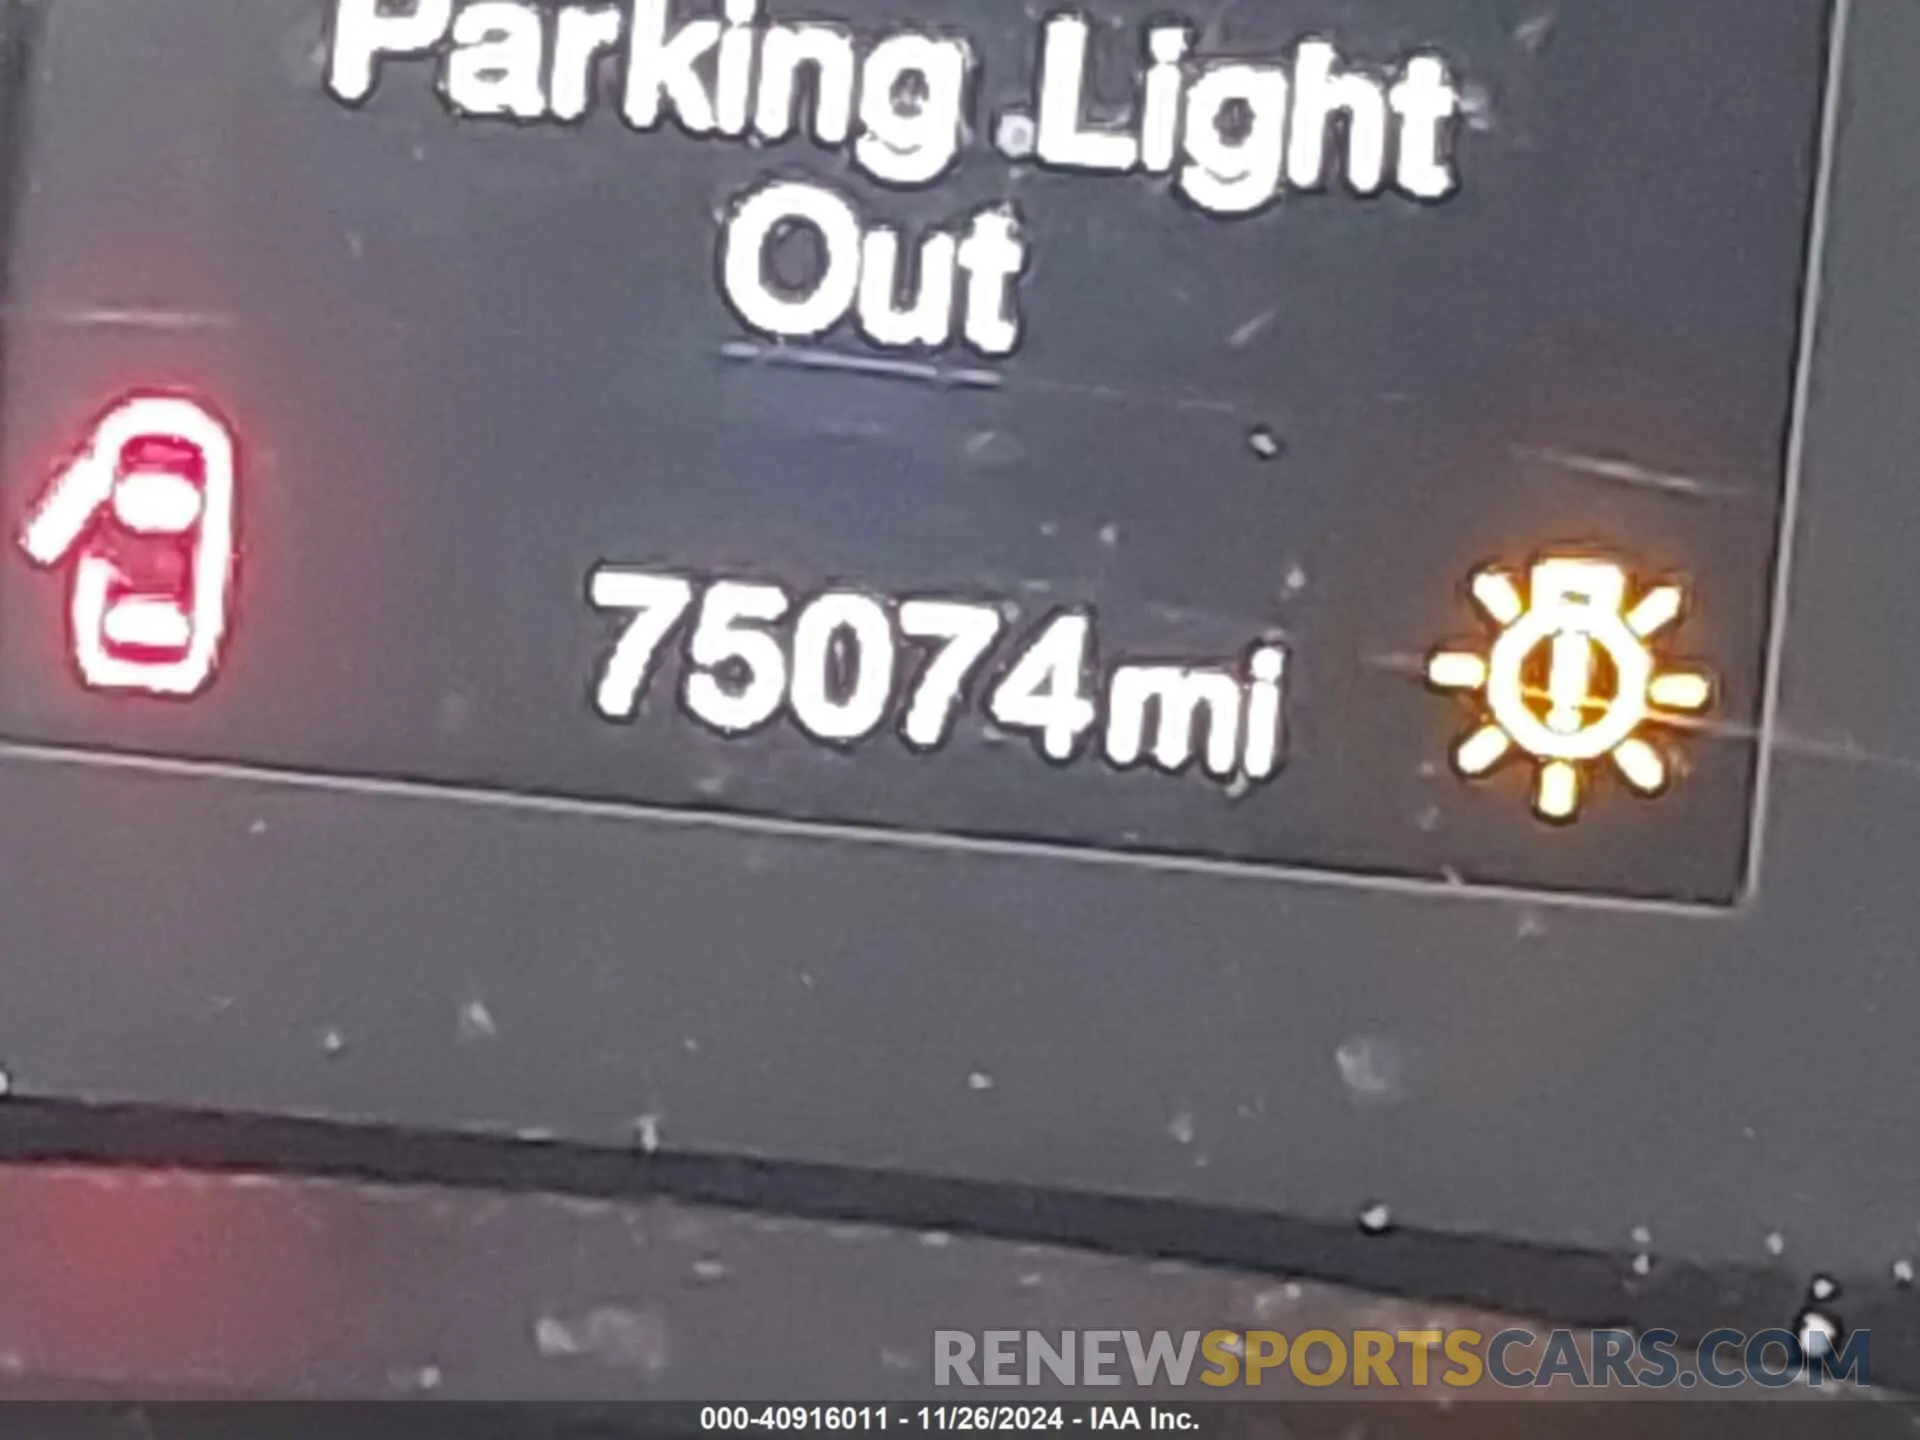 Parking Light
Out
75074mi
RENEWSPORTSCARS.COM
000-40916011 - 11/26/2024 - IAA Inc.